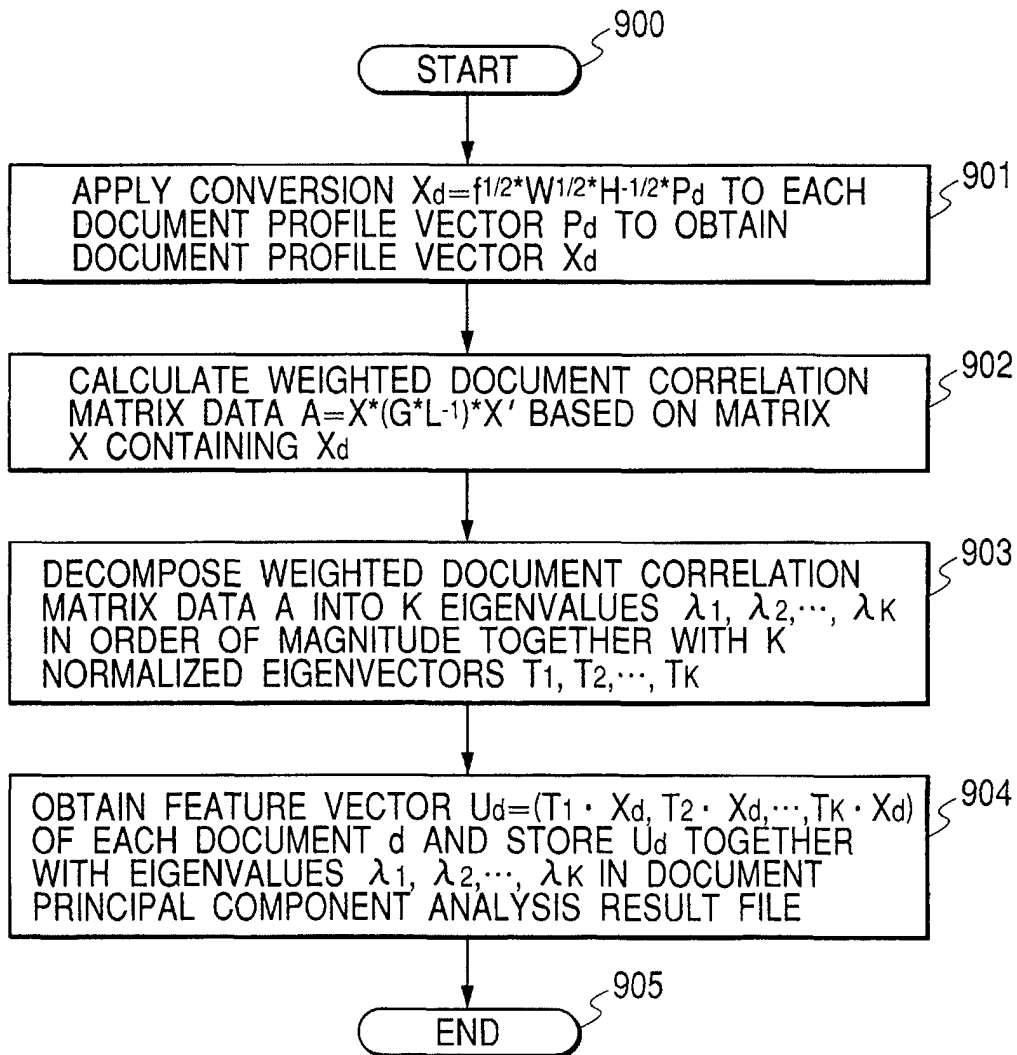 900
START
901
APPLY CONVERSION Xd=f1/2*W1/2*H-1/2*Pd TO EACH
DOCUMENT PROFILE VECTOR Pd TO OBTAIN
DOCUMENT PROFILE VECTOR Xd
902
CALCULATE WEIGHTED DOCUMENT CORRELATION
MATRIX DATA A=X*(G*L-1)*X' BASED ON MATRIX
X CONTAINING Xd
903
DECOMPOSE WEIGHTED DOCUMENT CORRELATION
MATRIX DATA A INTO K EIGENVALUES λ1, λ2,···, λK
IN ORDER OF MAGNITUDE TOGETHER WITH K
NORMALIZED EIGENVECTORS T1, T2,···, TK
904
OBTAIN FEATURE VECTOR Ud=(T1 · Xd, T2 · Xd,···,TK · Xd)
OF EACH DOCUMENT d AND STORE Ud TOGETHER
WITH EIGENVALUES λ1, λ2,···, λK IN DOCUMENT
PRINCIPAL COMPONENT ANALYSIS RESULT FILE
905
END